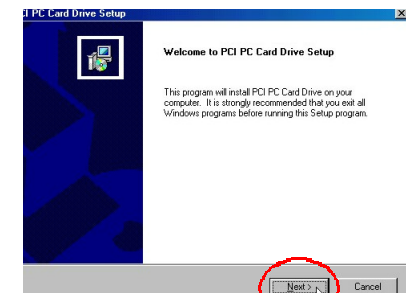 I PC Card Drive Setup
Welcome to PCI PC Card Drive Setup
This program will install PCI PC Card Drive on your
computer. It is strongly recommended that you exit all
Windows programs before running this Setup program.
Next >
Cancel